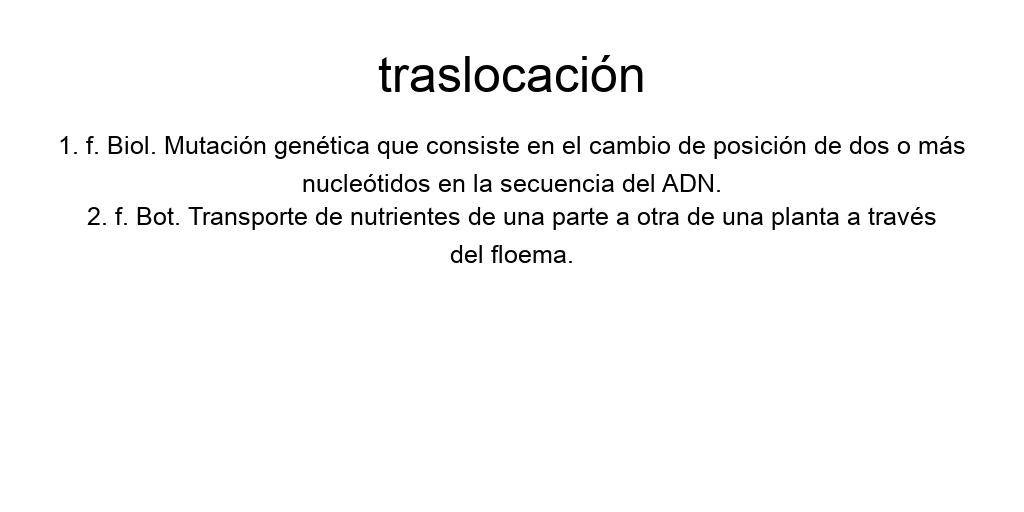 traslocación
1. f. Biol. Mutación genética que consiste en el cambio de posición de dos o más
nucleótidos en la secuencia del ADN.
2. f. Bot. Transporte de nutrientes de una parte a otra de una planta a través
del floema.